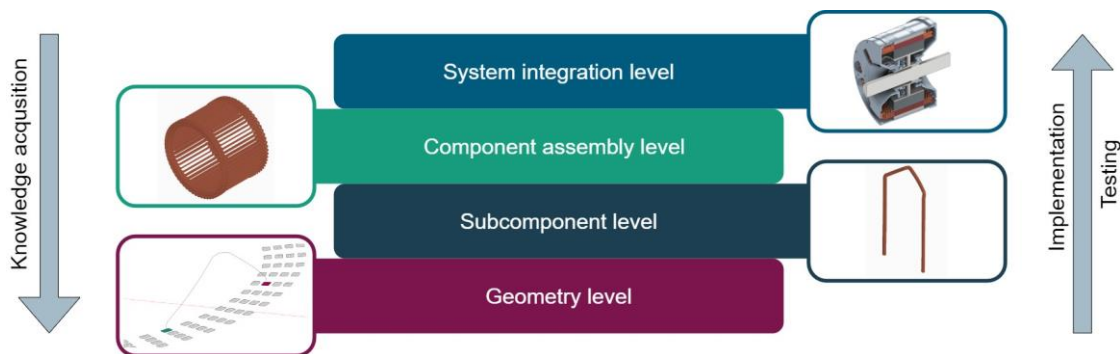 Knowledge acqusition
System integration level
Component assembly level
Subcomponent level
Geometry level
Implementation
Testing